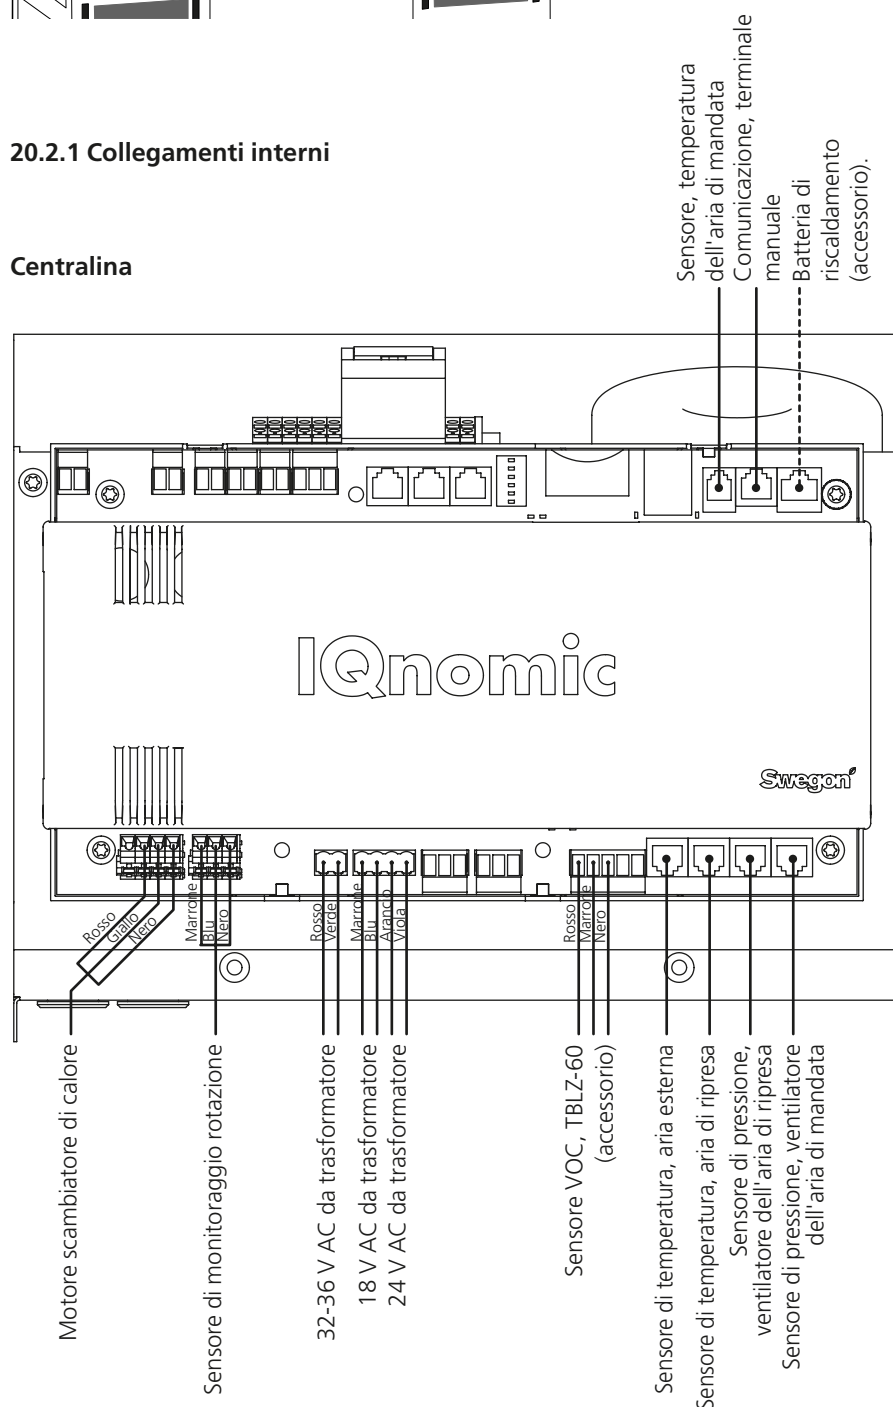 20.2.1 Collegamenti interni
Centralina
Sensore, temperatura
dell'aria di mandata
Comunicazione, terminale
manuale
Batteria di
riscaldamento
(accessorio).
IQnomic
Swegon
Rosso
Giallo
Nero
Marrone
Blu
Nero
Rosso
Verde
Marrone
Blu
Arancio
Viola
Rosso
Marrone
Nero
Motore scambiatore di calore
Sensore di monitoraggio rotazione
32-36 V AC da trasformatore
18 V AC da trasformatore
24 V AC da trasformatore
Sensore VOC, TBLZ-60
(accessorio)
Sensore di temperatura, aria esterna
Sensore di temperatura, aria di ripresa
Sensore di pressione,
ventilatore dell'aria di ripresa
Sensore di pressione, ventilatore
dell'aria di mandata